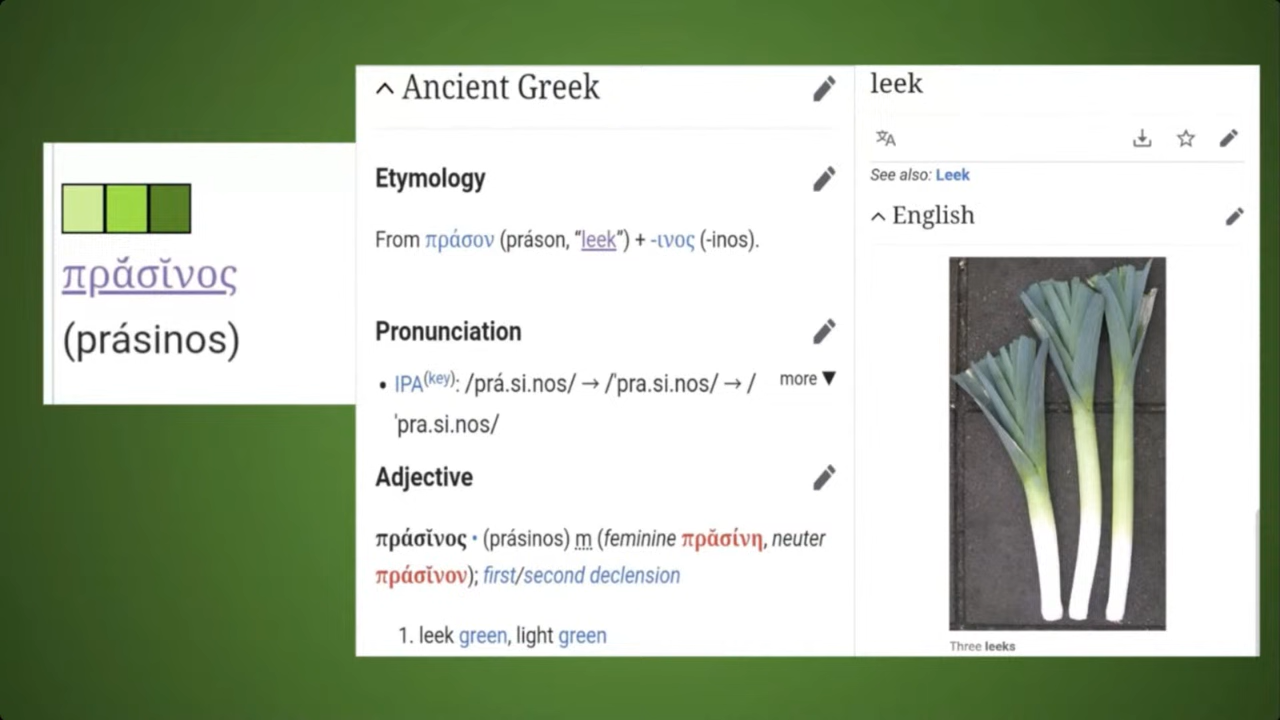 πρᾰ́σῐνος
(prásinos)
Ancient Greek
Etymology
From πράσον (práson, “leek”) + -ινος (-inos).
Pronunciation
• IPA(key): /prá.si.nos/ → /ˈpra.si.nos/ → /
ˈpra.si.nos/
more ▼
Adjective
πρᾰ́σῐνος • (prásinos) m (feminine πρᾰσίνη, neuter
πρᾰ́σῐνον); first/second declension
1. leek green, light green
leek
See also: Leek
English
Three leeks